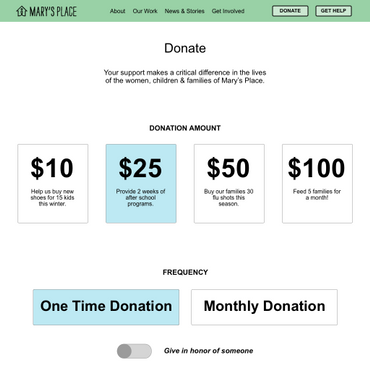 MARY'S PLACE
About Our Work News & Stories Get Involved
DONATE GET HELP
Donate
Your support makes a critical difference in the lives
of the women, children & families of Mary's Place.
DONATION AMOUNT
$10
Help us buy new
shoes for 15 kids
this winter.
$25
Provide 2 weeks of
after school
programs.
$50
Buy our families 30
flu shots this
season.
$100
Feed 5 families for
a month!
FREQUENCY
One Time Donation
Monthly Donation
Give in honor of someone